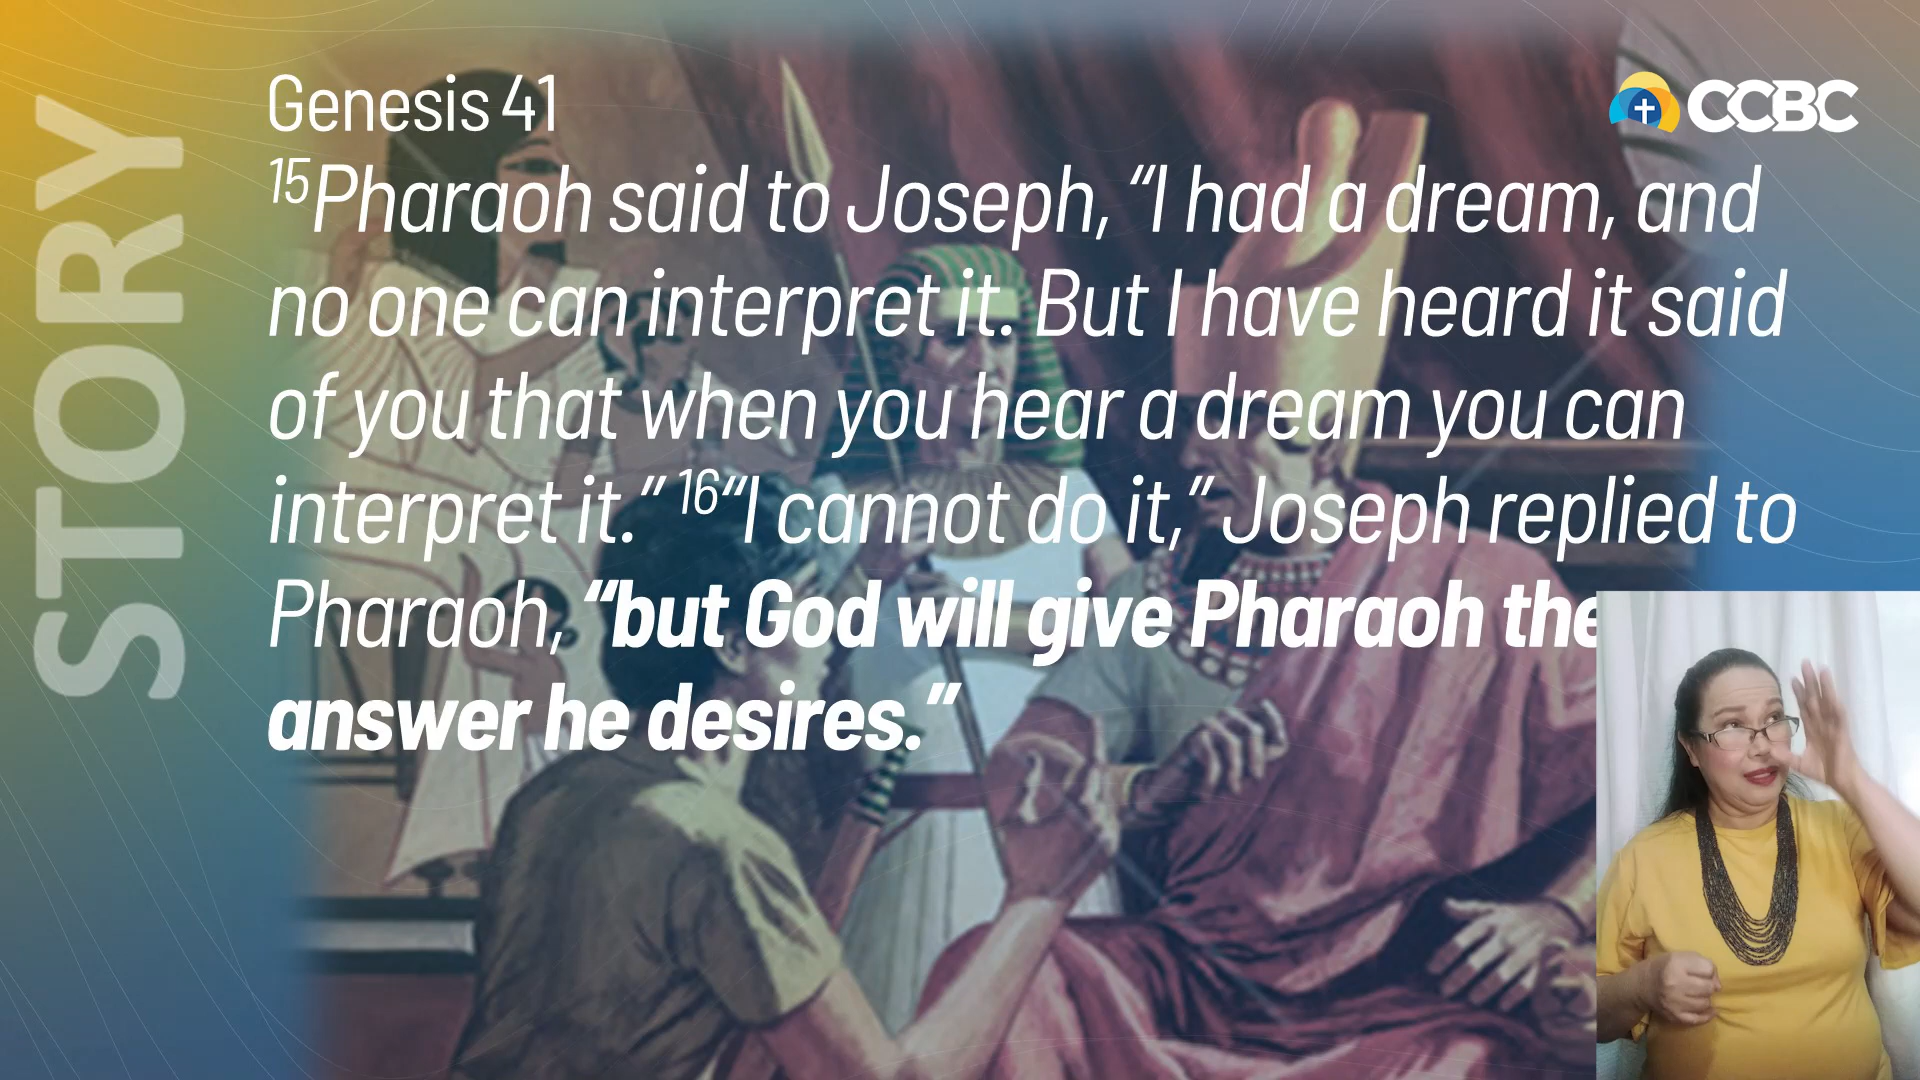 STORY
Genesis 41
CCBC
15Pharaoh said to Joseph, “I had a dream, and
no one can interpret it. But I have heard it said
of you that when you hear a dream you can
interpret it.” 16“I cannot do it,” Joseph replied to
Pharaoh, “but God will give Pharaoh the
answer he desires.”